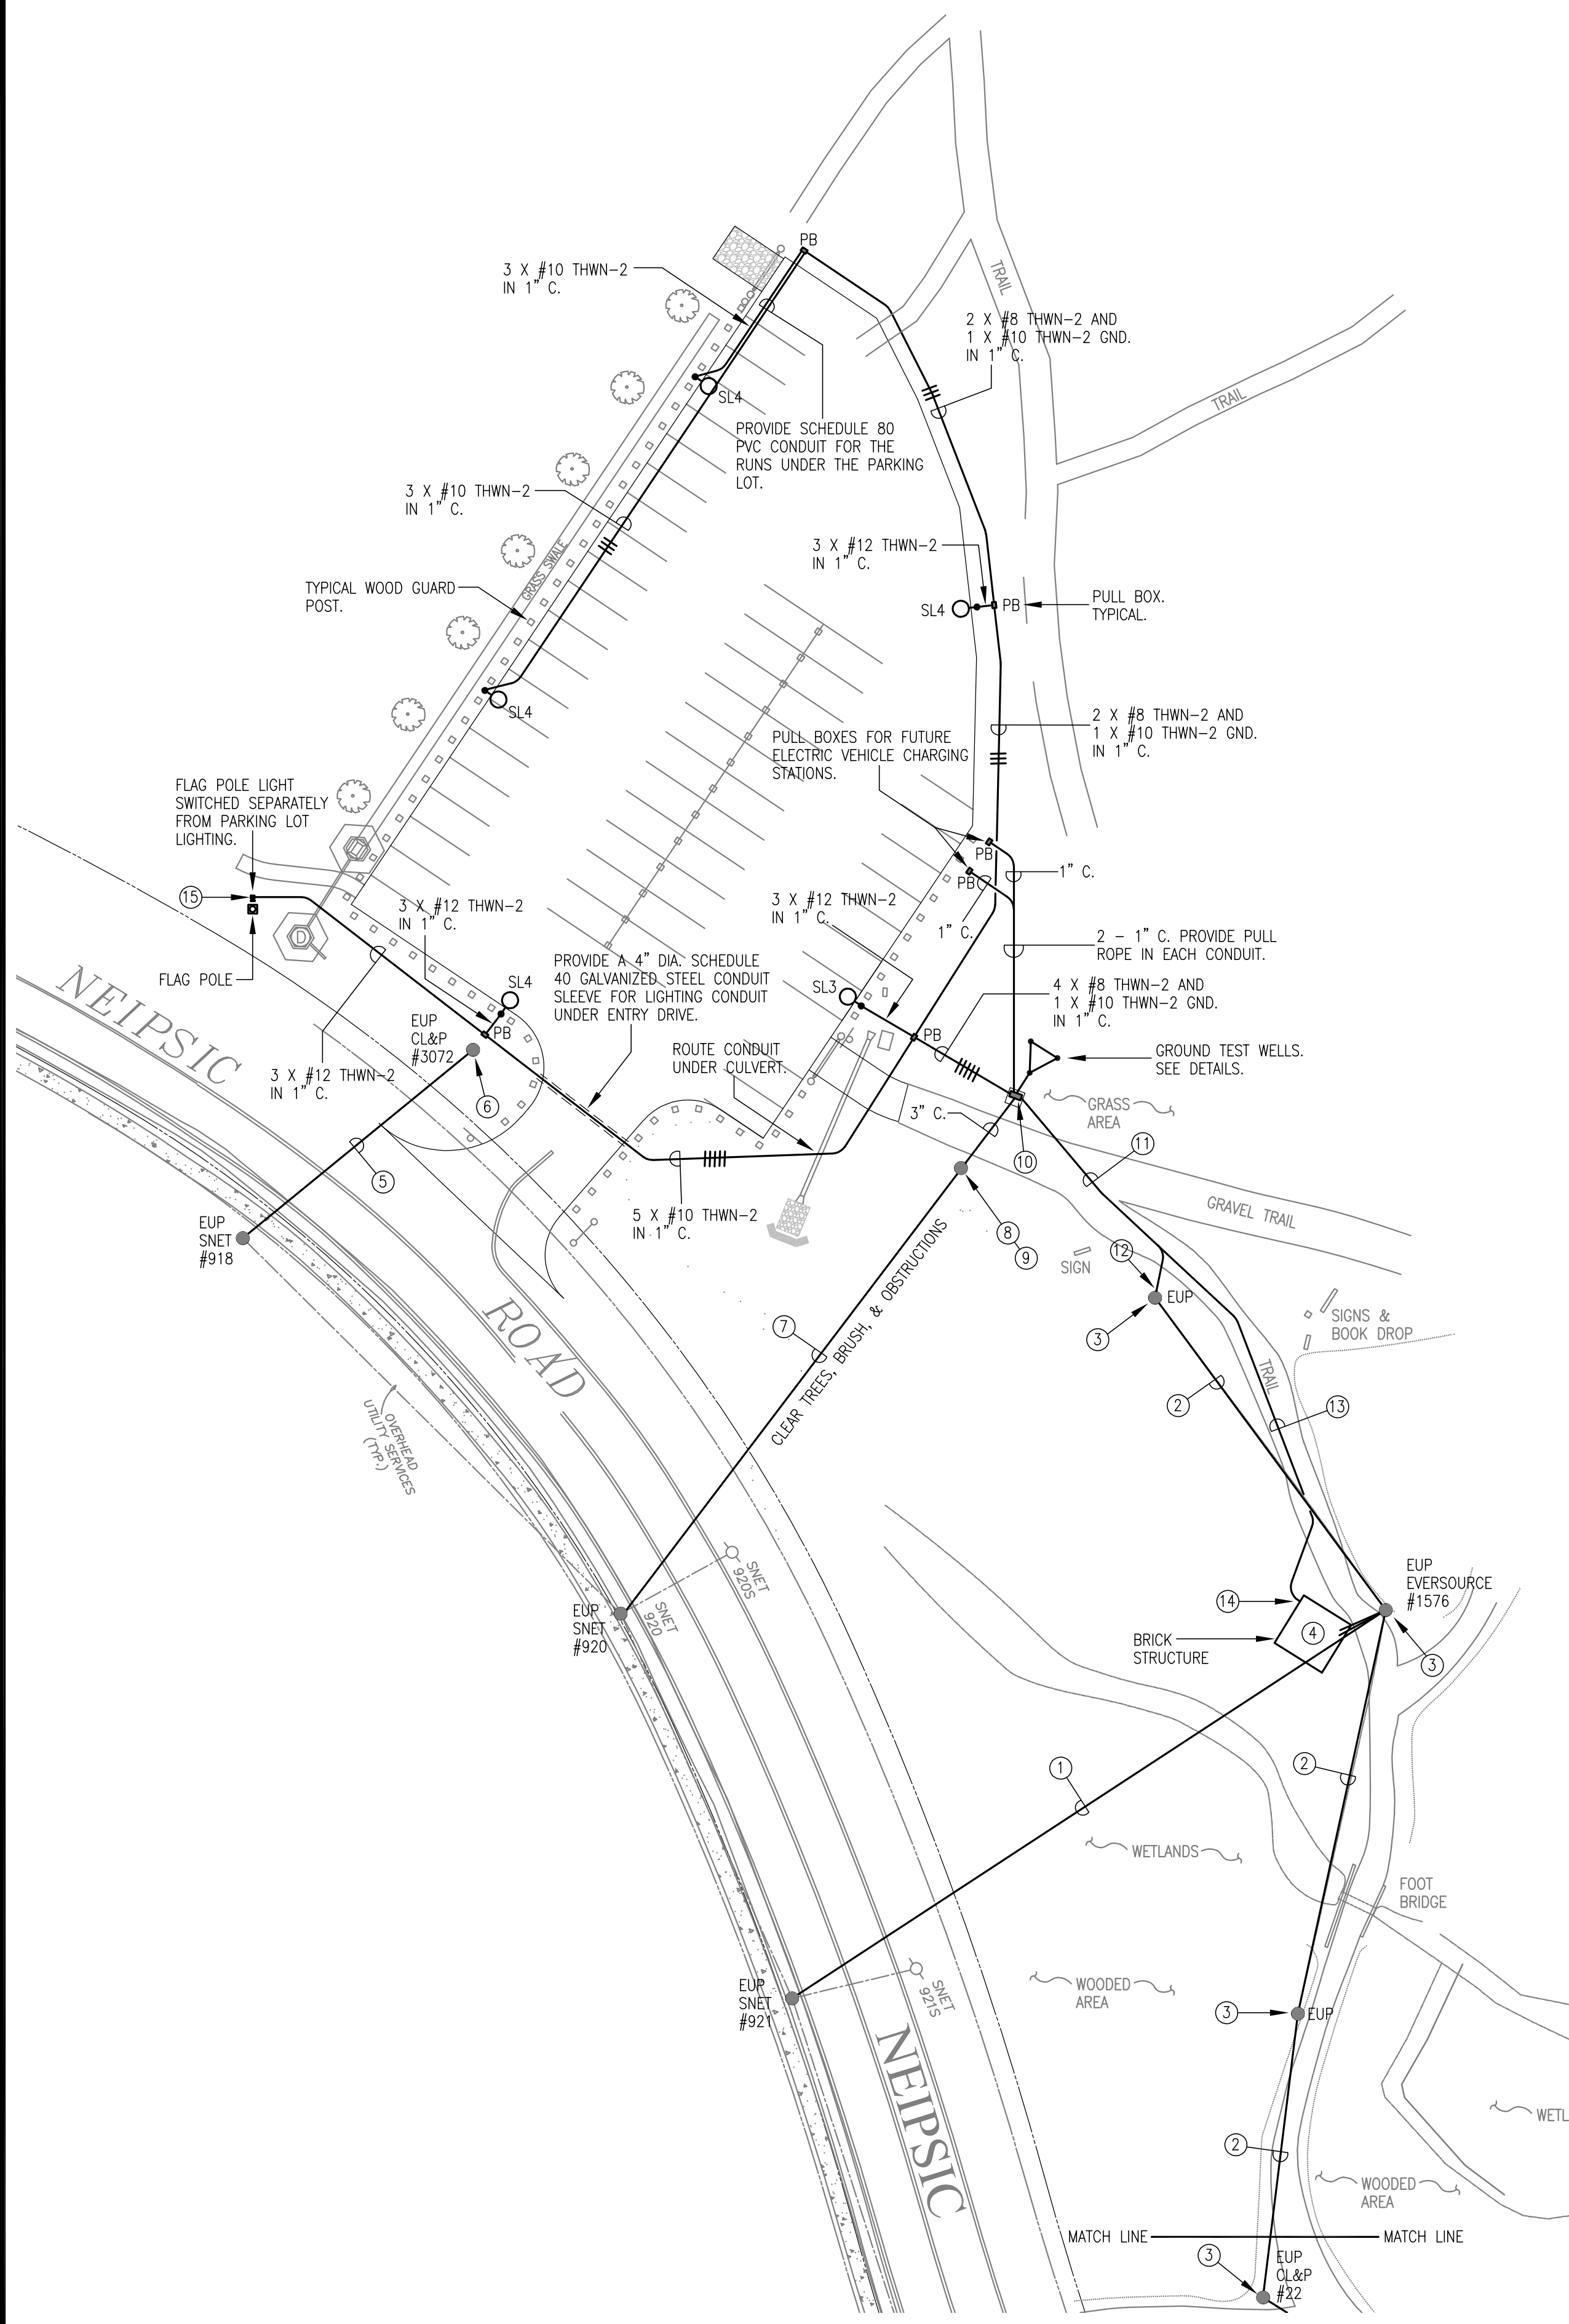 PB
3 X #10 THWN-2
IN 1" C.
TRAIL
2 X #8 THWN-2 AND
1 X #10 THWN-2 GND.
IN 1" C.
SL4
TRAIL
PROVIDE SCHEDULE 80
PVC CONDUIT FOR THE
RUNS UNDER THE PARKING
LOT.
3 X #10 THWN-2
IN 1" C.
3 X #12 THWN-2
IN 1" C.
GRASS SWALE
TYPICAL WOOD GUARD
POST.
SL4
PB
PULL BOX.
TYPICAL.
SL4
2 X #8 THWN-2 AND
1 X #10 THWN-2 GND.
IN 1" C.
PULL BOXES FOR FUTURE
ELECTRIC VEHICLE CHARGING
STATIONS.
FLAG POLE LIGHT
SWITCHED SEPARATELY
FROM PARKING LOT
LIGHTING.
PB
1" C.
PB
15
3 X #12 THWN-2
IN 1" C.
3 X #12 THWN-2
IN 1" C.
1" C.
D
2 - 1" C. PROVIDE PULL
ROPE IN EACH CONDUIT.
FLAG POLE
PROVIDE A 4" DIA. SCHEDULE
40 GALVANIZED STEEL CONDUIT
SLEEVE FOR LIGHTING CONDUIT
UNDER ENTRY DRIVE.
SL4
SL3
4 X #8 THWN-2 AND
1 X #10 THWN-2 GND.
IN 1" C.
NEIPSIC
EUP
CL&P
#3072
PB
PB
ROUTE CONDUIT
UNDER CULVERT.
GROUND TEST WELLS.
SEE DETAILS.
3 X #12 THWN-2
IN 1" C.
6
3" C.
GRASS
AREA
10
11
5
EUP
SNET
#918
5 X #10 THWN-2
IN 1" C.
GRAVEL TRAIL
8
9
12
SIGN
EUP
3
SIGNS &
BOOK DROP
ROAD
7
CLEAR TREES, BRUSH, & OBSTRUCTIONS
TRAIL
2
13
OVERHEAD
UTILITY SERVICES
(TYP.)
SNET
920S
SNET
920
EUP
SNET
#920
EUP
EVERSOURCE
#1576
14
4
BRICK
STRUCTURE
3
1
2
WETLANDS
FOOT
BRIDGE
WOODED
AREA
SNET
921S
EUP
SNET
#921
3
EUP
NEIPSIC
WETL
2
WOODED
AREA
MATCH LINE
MATCH LINE
3
EUP
CL&P
#22